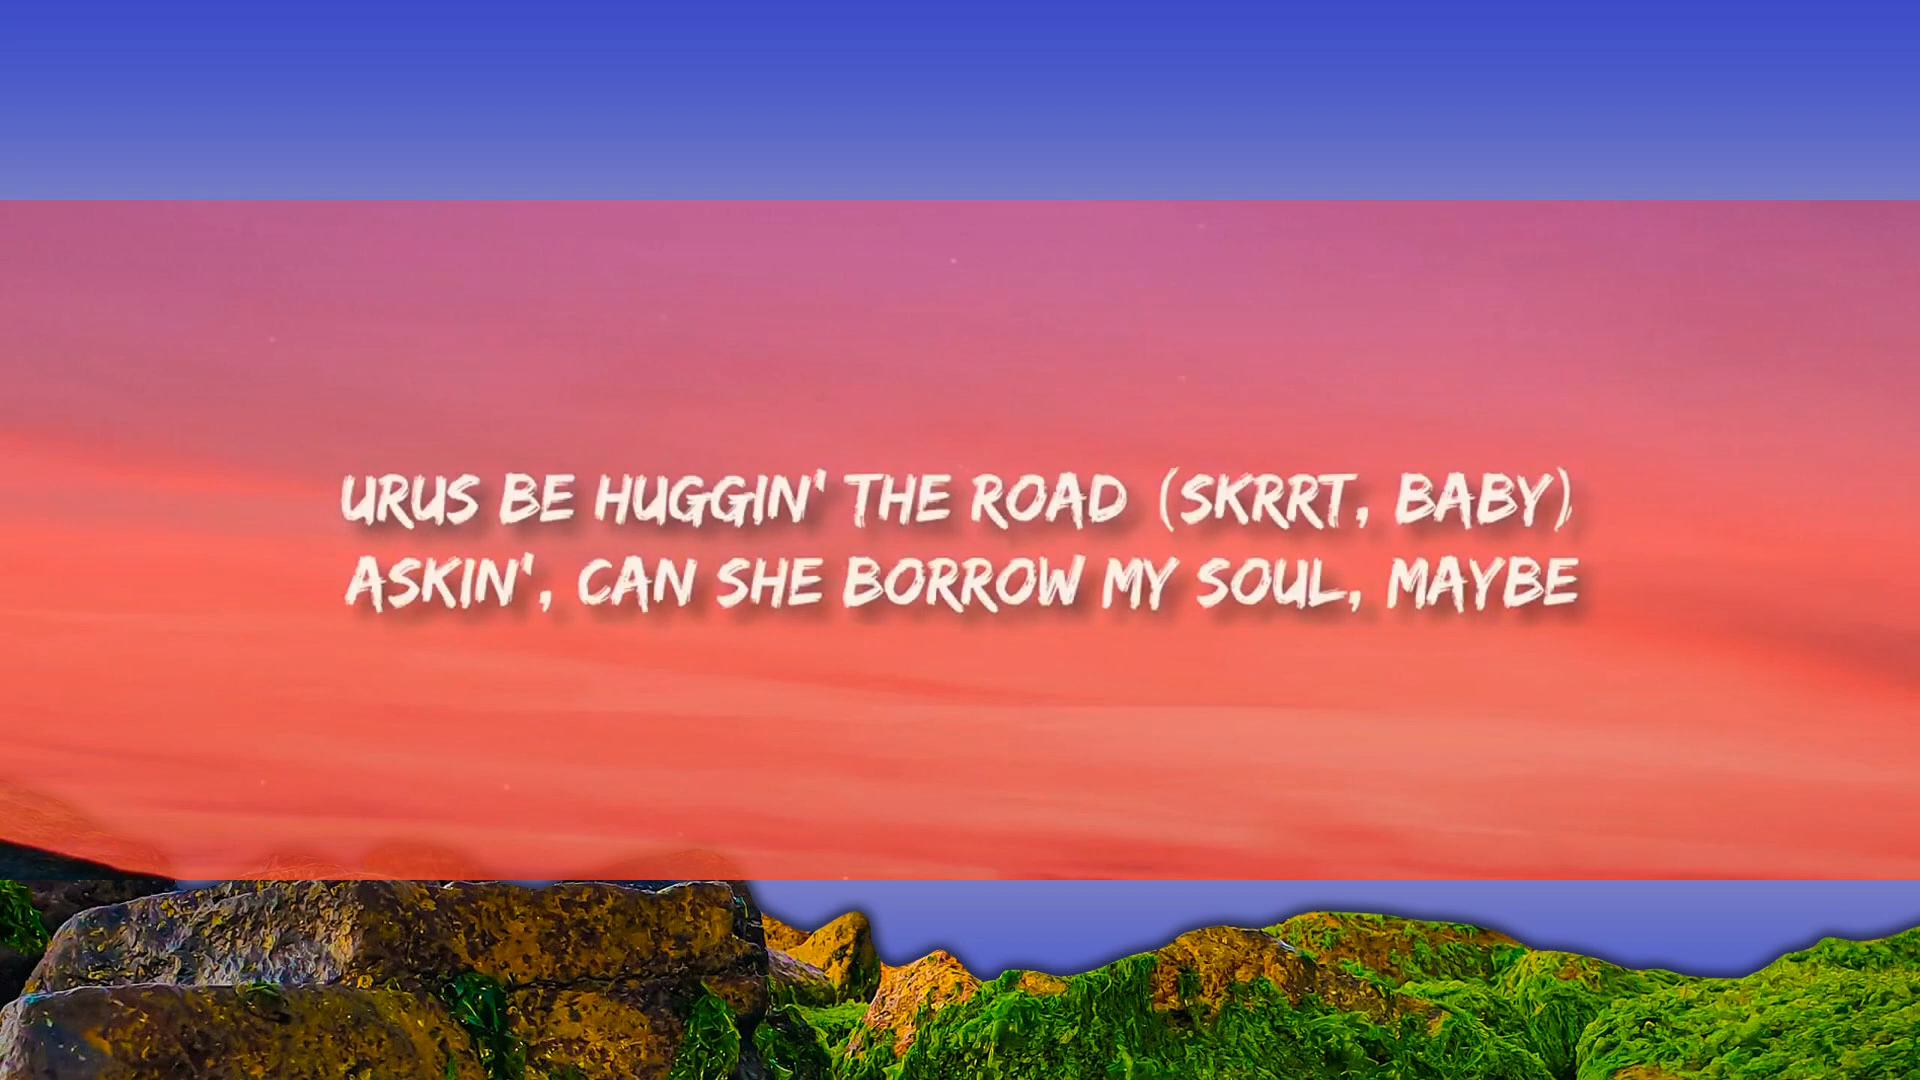 URUS BE HUGGIN' THE ROAD (SKRRT, BABY)
ASKIN', CAN SHE BORROW MY SOUL, MAYBE